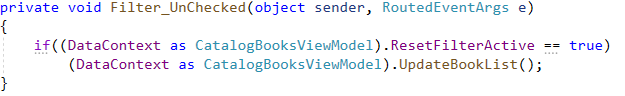 private void Filter_UnChecked(object sender, RoutedEventArgs e)
{
    if((DataContext as CatalogBooksViewModel).ResetFilterActive == true)
        (DataContext as CatalogBooksViewModel).UpdateBookList();
}